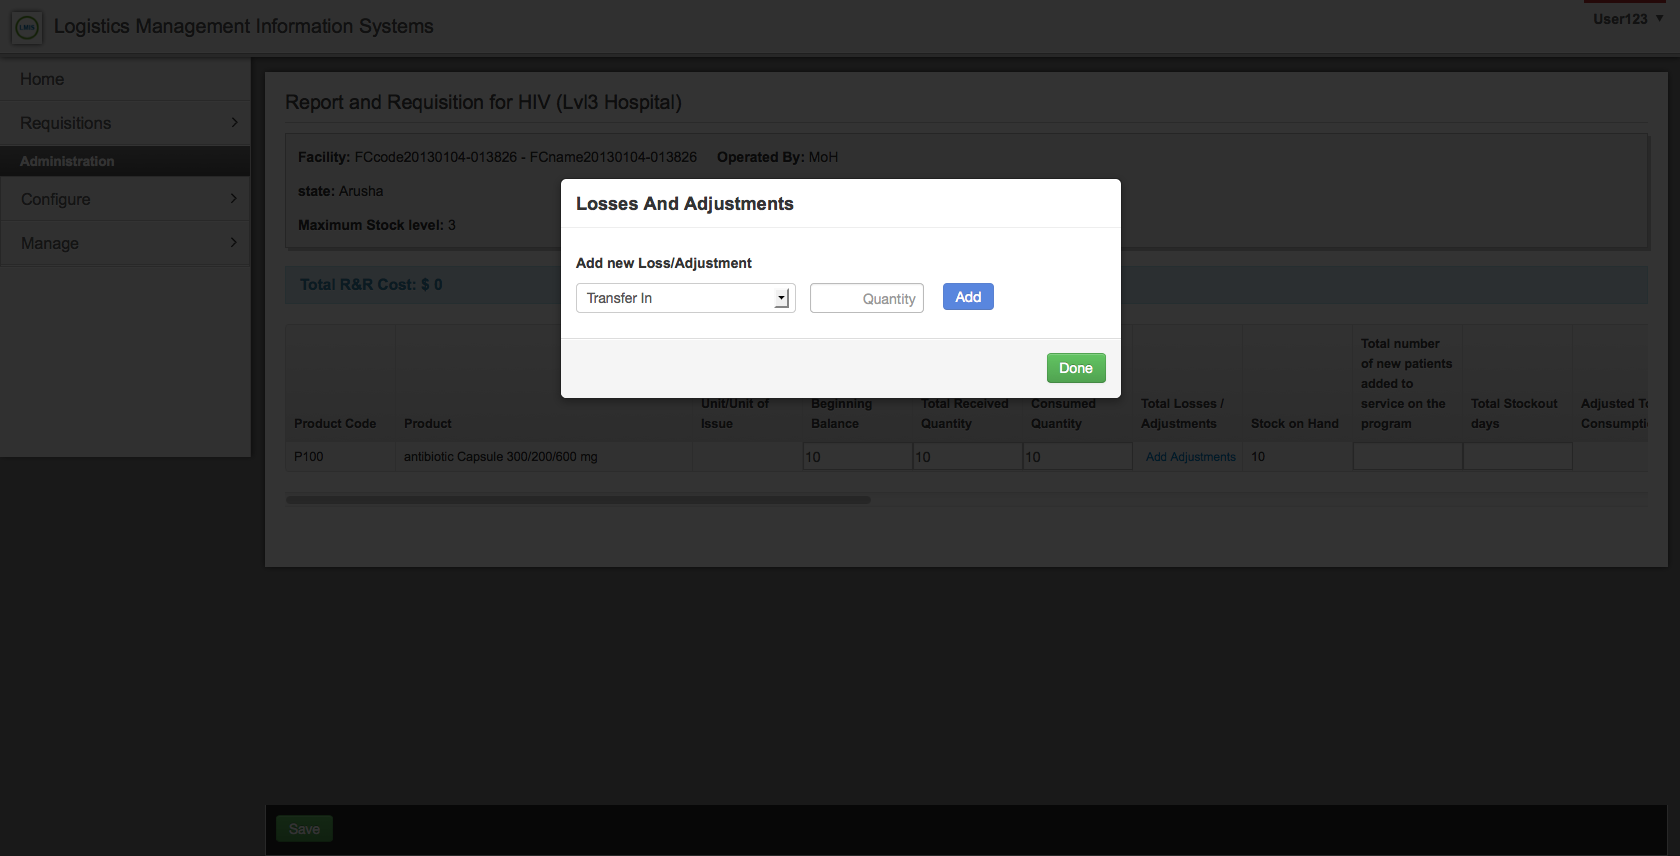 LMIS
Logistics Management Information Systems
User123
Home
Requisitions
Administration
Configure
Manage
Report and Requisition for HIV (Lvl3 Hospital)
Facility: FCcode20130104-013826 - FCname20130104-013826 Operated By: MoH
state: Arusha
Maximum Stock level: 3
Total R&R Cost: $ 0
Losses And Adjustments
Add new Loss/Adjustment
Transfer In
Quantity
Add
Done
Product Code
Product
Unit/Unit of
Issue
Beginning
Balance
Total Received
Quantity
Consumed
Quantity
Total Losses /
Adjustments
Stock on Hand
Total number
of new patients
added to
service on the
program
Total Stockout
days
Adjusted
P100
antibiotic Capsule 300/200/600 mg
10
10
10
Add Adjustments
10
Save